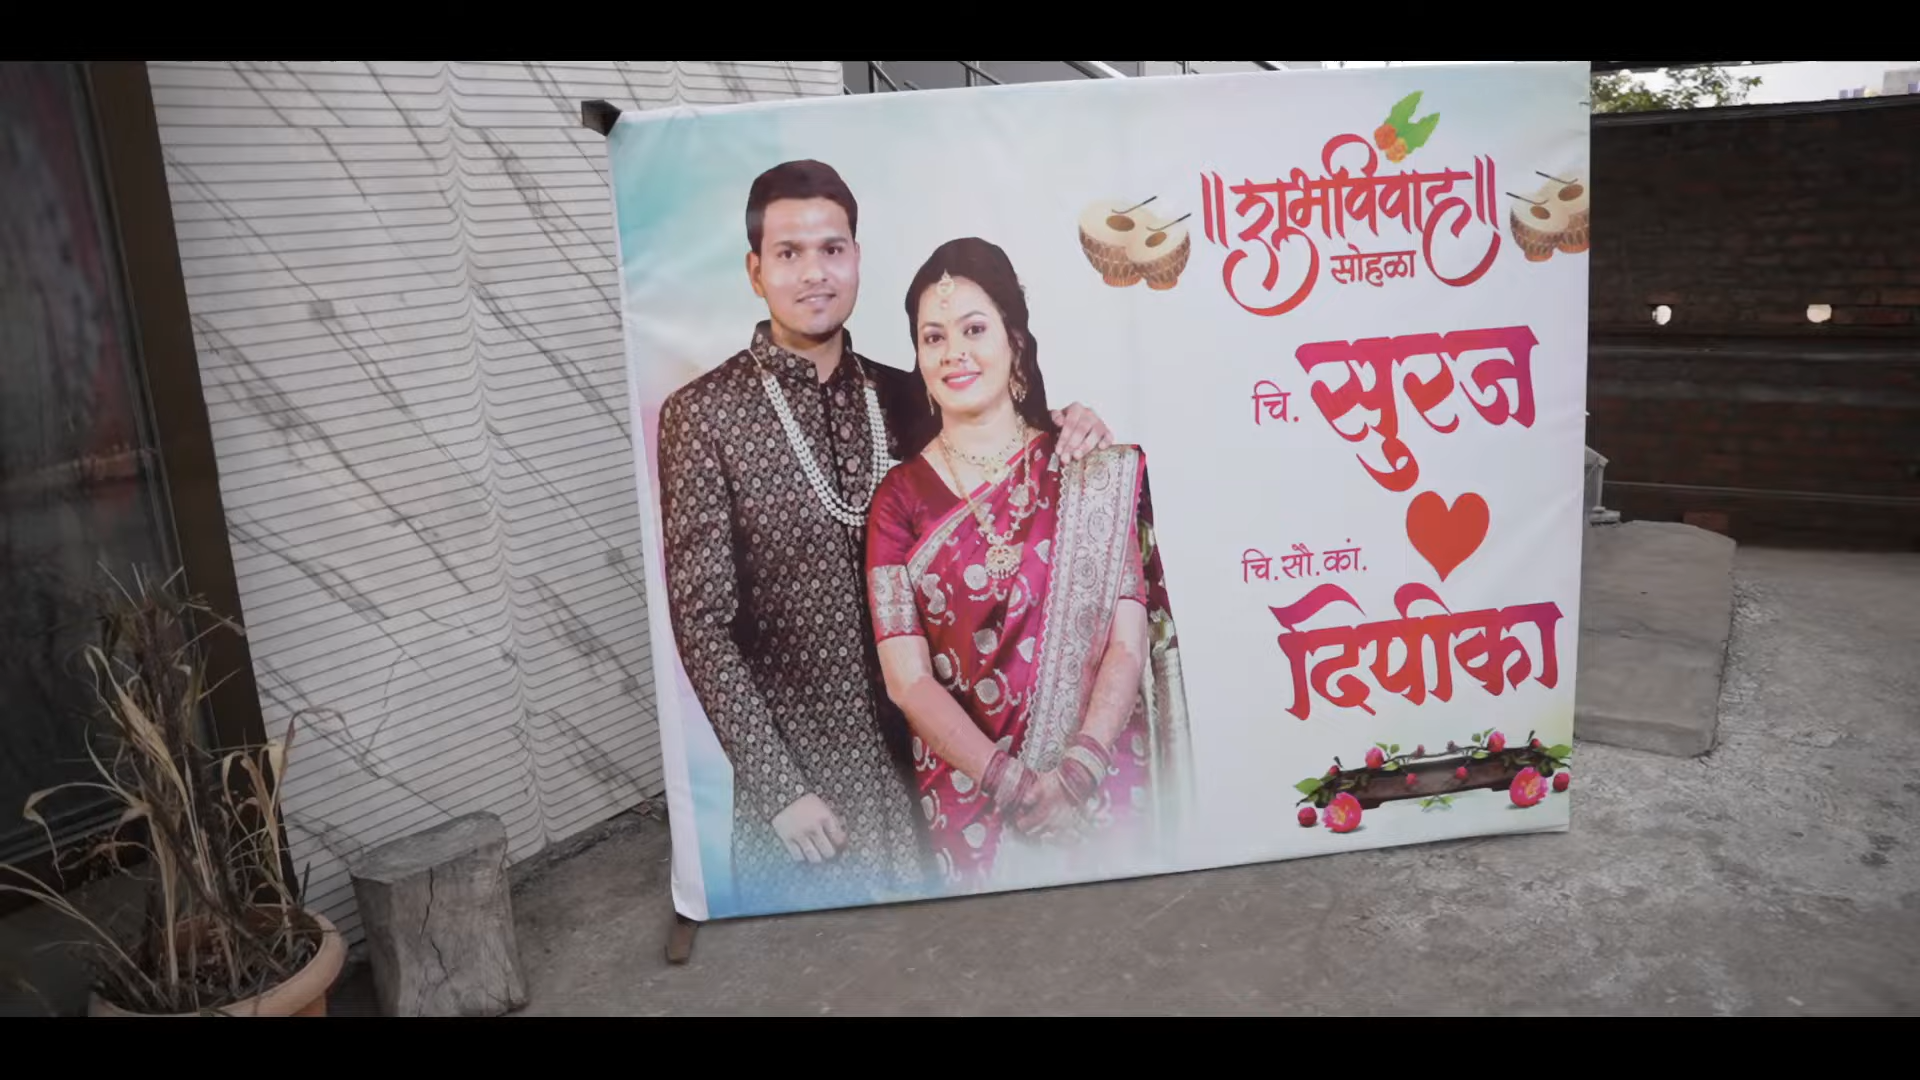 ॥ शुभविवाह ॥
सोहळा
चि. सुरज
चि.सौ.कां.
दिपीका